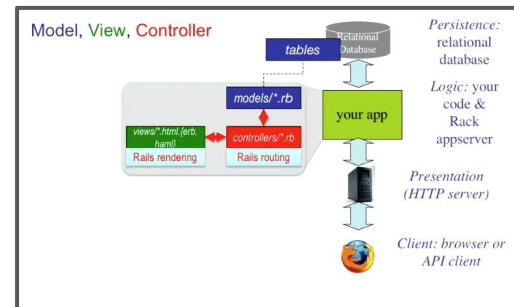 Model, View, Controller
tables
Relational
Database
Persistence:
relational
database
models/*.rb
views/*.html.{erb,
haml}
controllers/*.rb
Rails rendering
Rails routing
your app
Logic: your
code &
Rack
appserver
Presentation
(HTTP server)
Client: browser or
API client